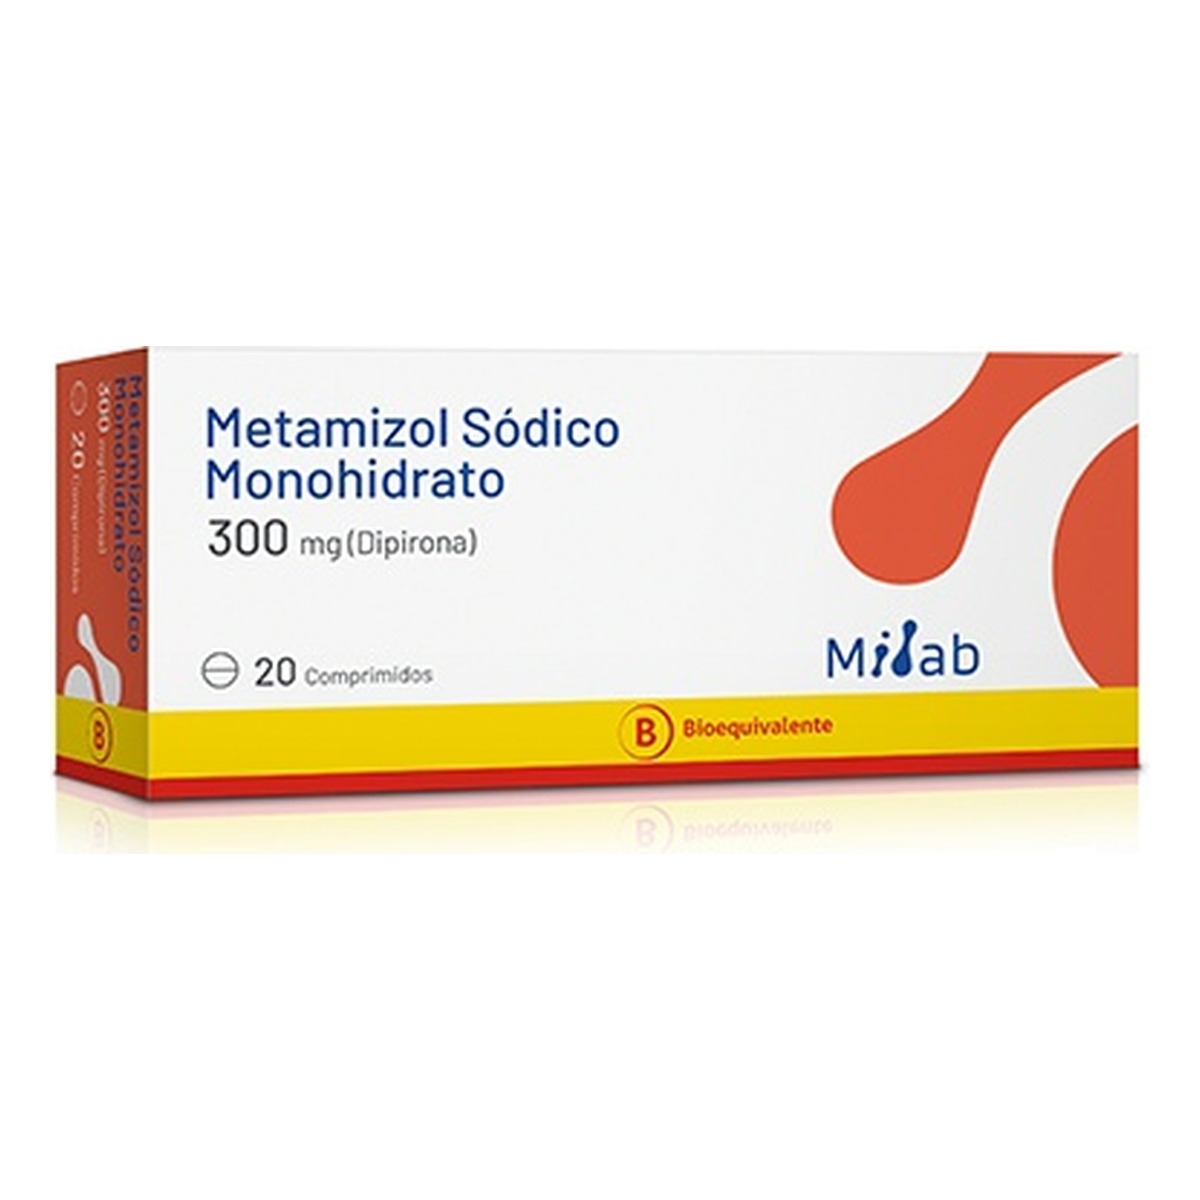 Metamizol Sódico
Monohidrato
300 mg (Dipirona)
20 Comprimidos
Milab
B Bioequivalente
Metamizol Sódico
Monohidrato
300 mg (Dipirona)
20 Comprimidos
B